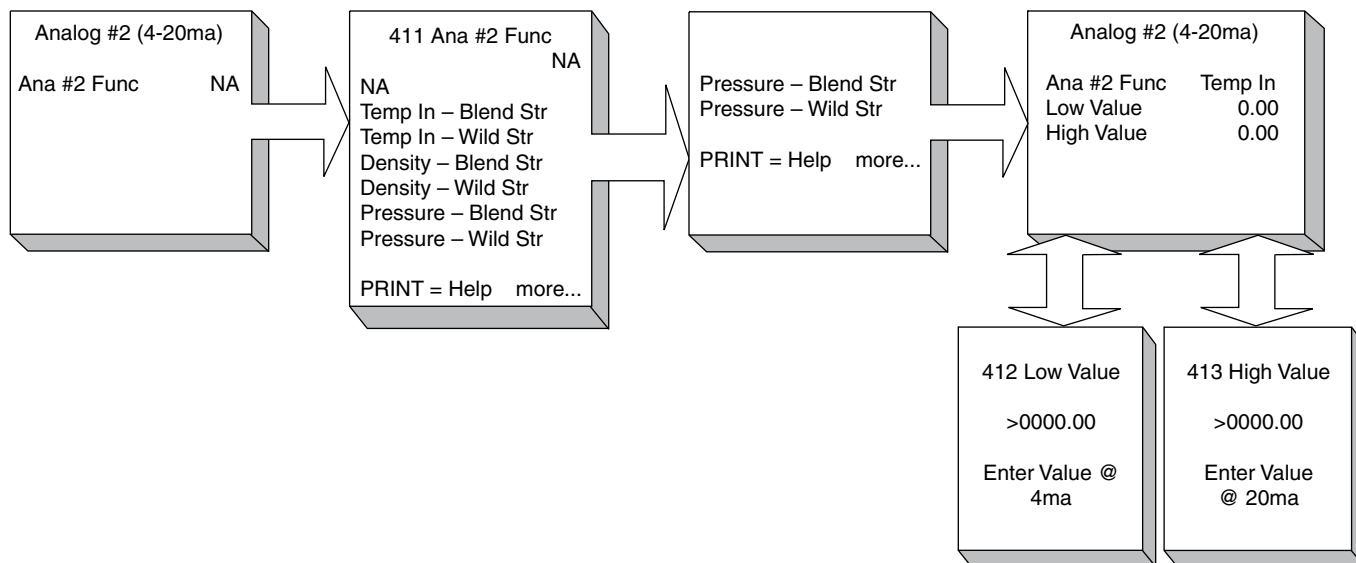 Analog #2 (4-20ma)
Ana #2 Func NA
411 Ana #2 Func
NA
NA
Temp In – Blend Str
Temp In – Wild Str
Density – Blend Str
Density – Wild Str
Pressure – Blend Str
Pressure – Wild Str
PRINT = Help more...
Pressure – Blend Str
Pressure – Wild Str
PRINT = Help more...
Analog #2 (4-20ma)
Ana #2 Func Temp In
Low Value 0.00
High Value 0.00
412 Low Value
>0000.00
Enter Value @
4ma
413 High Value
>0000.00
Enter Value
@ 20ma